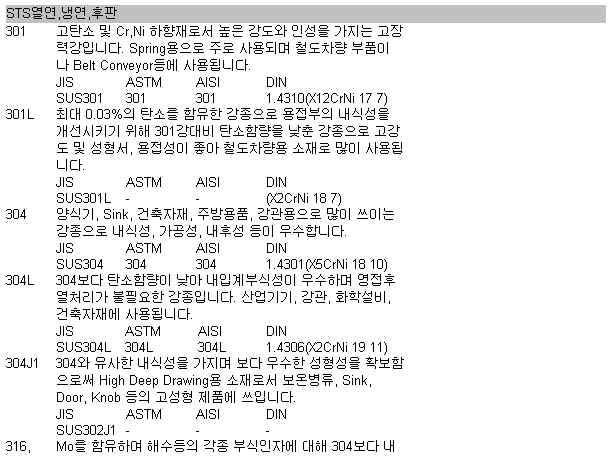 STS열연,냉연,후판
301 고탄소 및 Cr,Ni 하향재로서 높은 강도와 인성을 가지는 고장
력강입니다. Spring용으로 주로 사용되며 철도차량 부품이
나 Belt Conveyor등에 사용됩니다.
JIS ASTM AISI DIN
SUS301 301 301 1.4310(X12CrNi 17 7)
301L 최대 0.03%의 탄소를 함유한 강종으로 용접부의 내식성을
개선시키기 위해 301강대비 탄소함량을 낮춘 강종으로 고강
도 및 성형서, 용접성이 좋아 철도차량용 소재로 많이 사용됩
니다.
JIS ASTM AISI DIN
SUS301L - - (X2CrNi 18 7)
304 양식기, Sink, 건축자재, 주방용품, 강관용으로 많이 쓰이는
강종으로 내식성, 가공성, 내후성 등이 우수합니다.
JIS ASTM AISI DIN
SUS304 304 304 1.4301(X5CrNi 18 10)
304L 304보다 탄소함량이 낮아 내입계부식성이 우수하며 영접후
열처리가 불필요한 강종입니다. 산업기기, 강관, 화학설비,
건축자재에 사용됩니다.
JIS ASTM AISI DIN
SUS304L 304L 304L 1.4306(X2CrNi 19 11)
304J1 304와 유사한 내식성을 가지며 보다 우수한 성형성을 확보함
으로써 High Deep Drawing용 소재로서 보온병류, Sink,
Door, Knob 등의 고성형 제품에 쓰입니다.
JIS ASTM AISI DIN
SUS302J1 - - -
316, Mo를 함유하여 해수등의 각종 부식인자에 대해 304보다 내